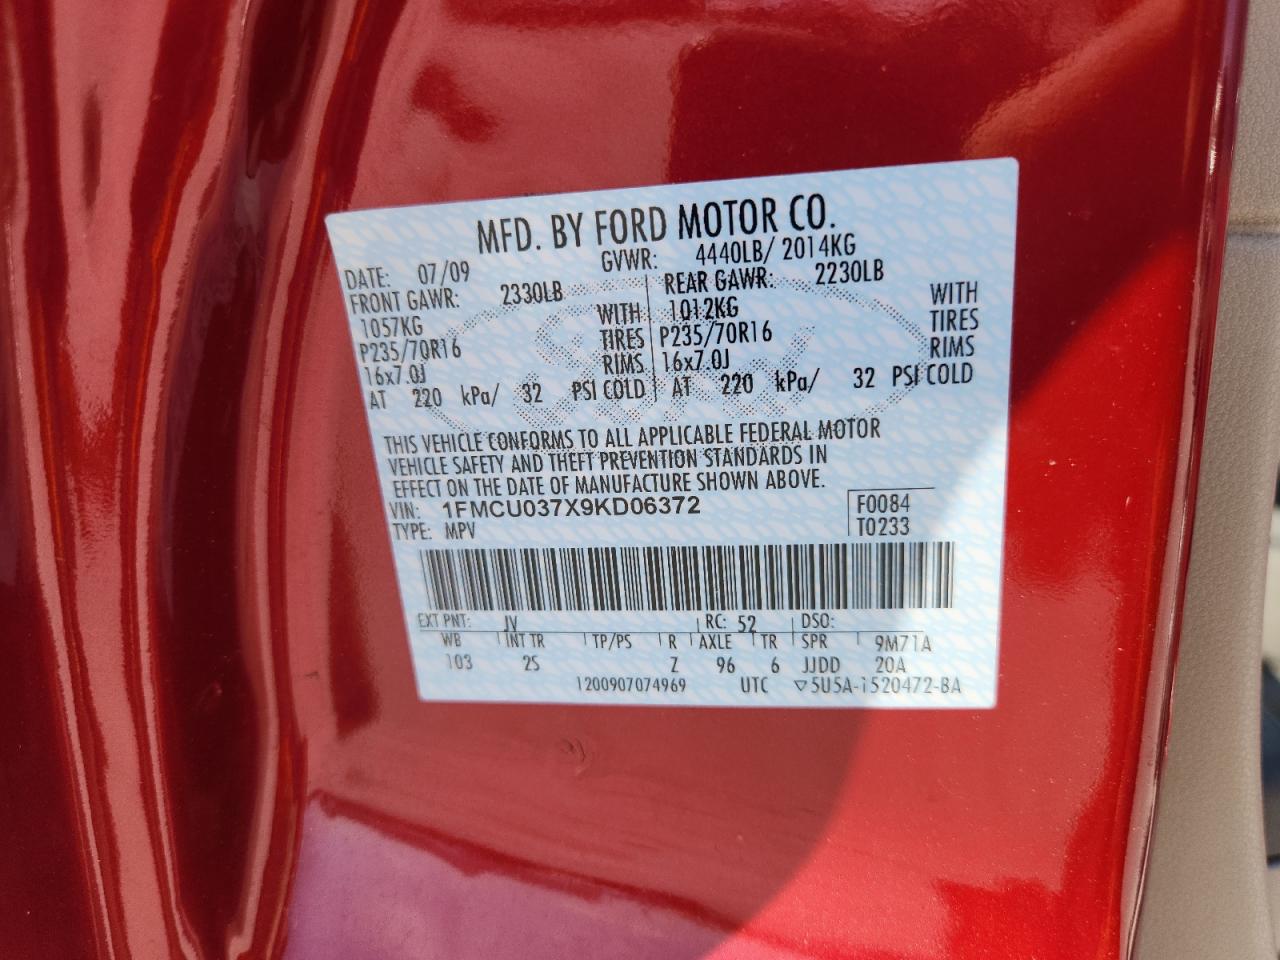 MFD. BY FORD MOTOR CO.
DATE: 07/09 GVWR: 4440LB/ 2014KG
FRONT GAWR: 2330LB REAR GAWR: 2230LB
1057KG WITH 1012KG WITH
P235/70R16 TIRES P235/70R16 TIRES
16x7.0J RIMS 16x7.0J RIMS
AT 220 kPa/ 32 PSI COLD AT 220 kPa/ 32 PSI COLD
THIS VEHICLE CONFORMS TO ALL APPLICABLE FEDERAL MOTOR
VEHICLE SAFETY AND THEFT PREVENTION STANDARDS IN
EFFECT ON THE DATE OF MANUFACTURE SHOWN ABOVE.
VIN: 1FMCU037X9KD06372 F0084
TYPE: MPV T0233
EXT PNT: JV RC: 52 DSO:
WB INT TR TP/PS R AXLE TR SPR 9M71A
103 2S Z 96 6 JJDD 20A
1200907074969 UTC ▽5U5A-1520472-BA